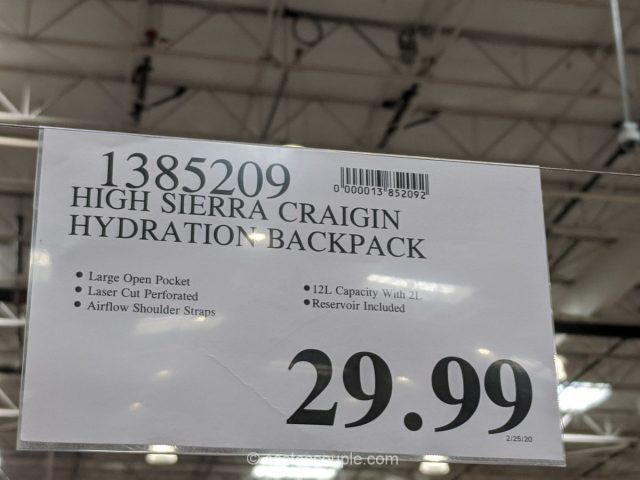 1385209
0 000013 852092
HIGH SIERRA CRAIGIN
HYDRATION BACKPACK
• Large Open Pocket
• Laser Cut Perforated
• Airflow Shoulder Straps
• 12L Capacity With 2L
• Reservoir Included
29.99
2/25/20